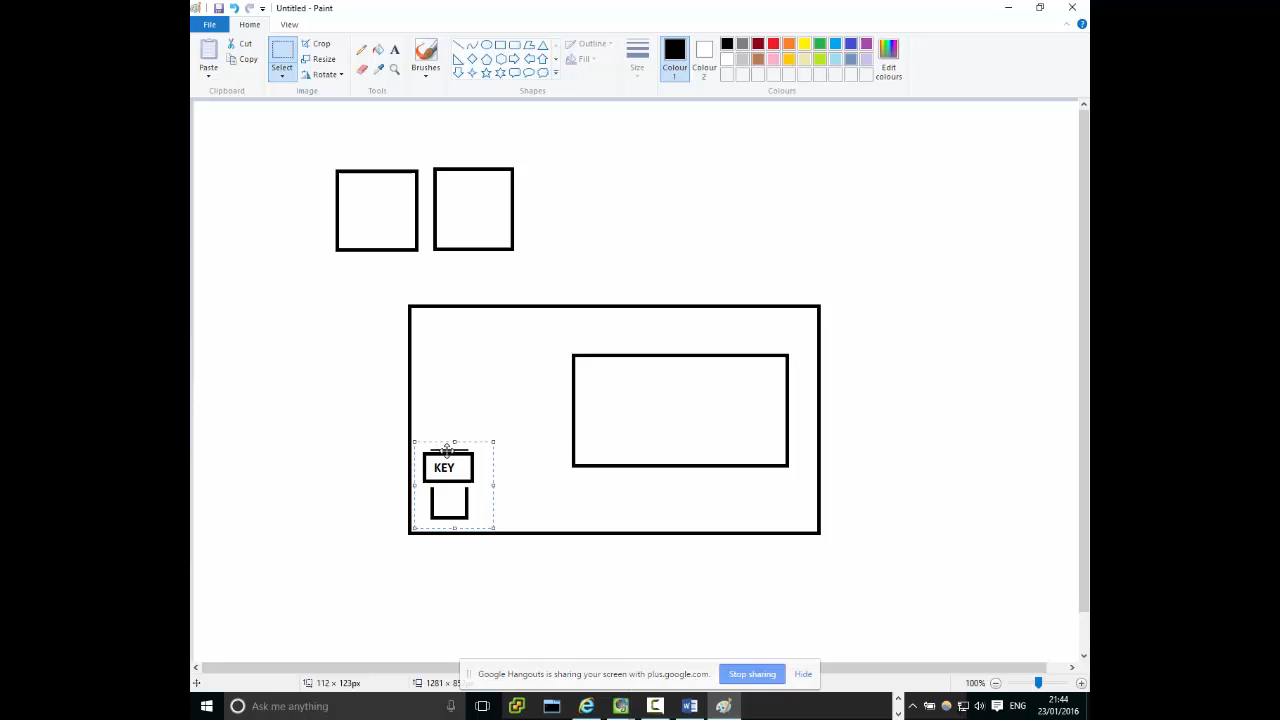 Untitled - Paint
File
Home
View
Paste
Cut
Copy
Clipboard
Select
Crop
Resize
Rotate
Image
A
Tools
Brushes
Outline
Fill
Shapes
Size
Colour 1
Colour 2
Edit colours
Colours
KEY
Google Hangouts is sharing your screen with plus.google.com.
Stop sharing
Hide
112 × 123px
100%
Ask me anything
ENG
21:44
23/01/2016